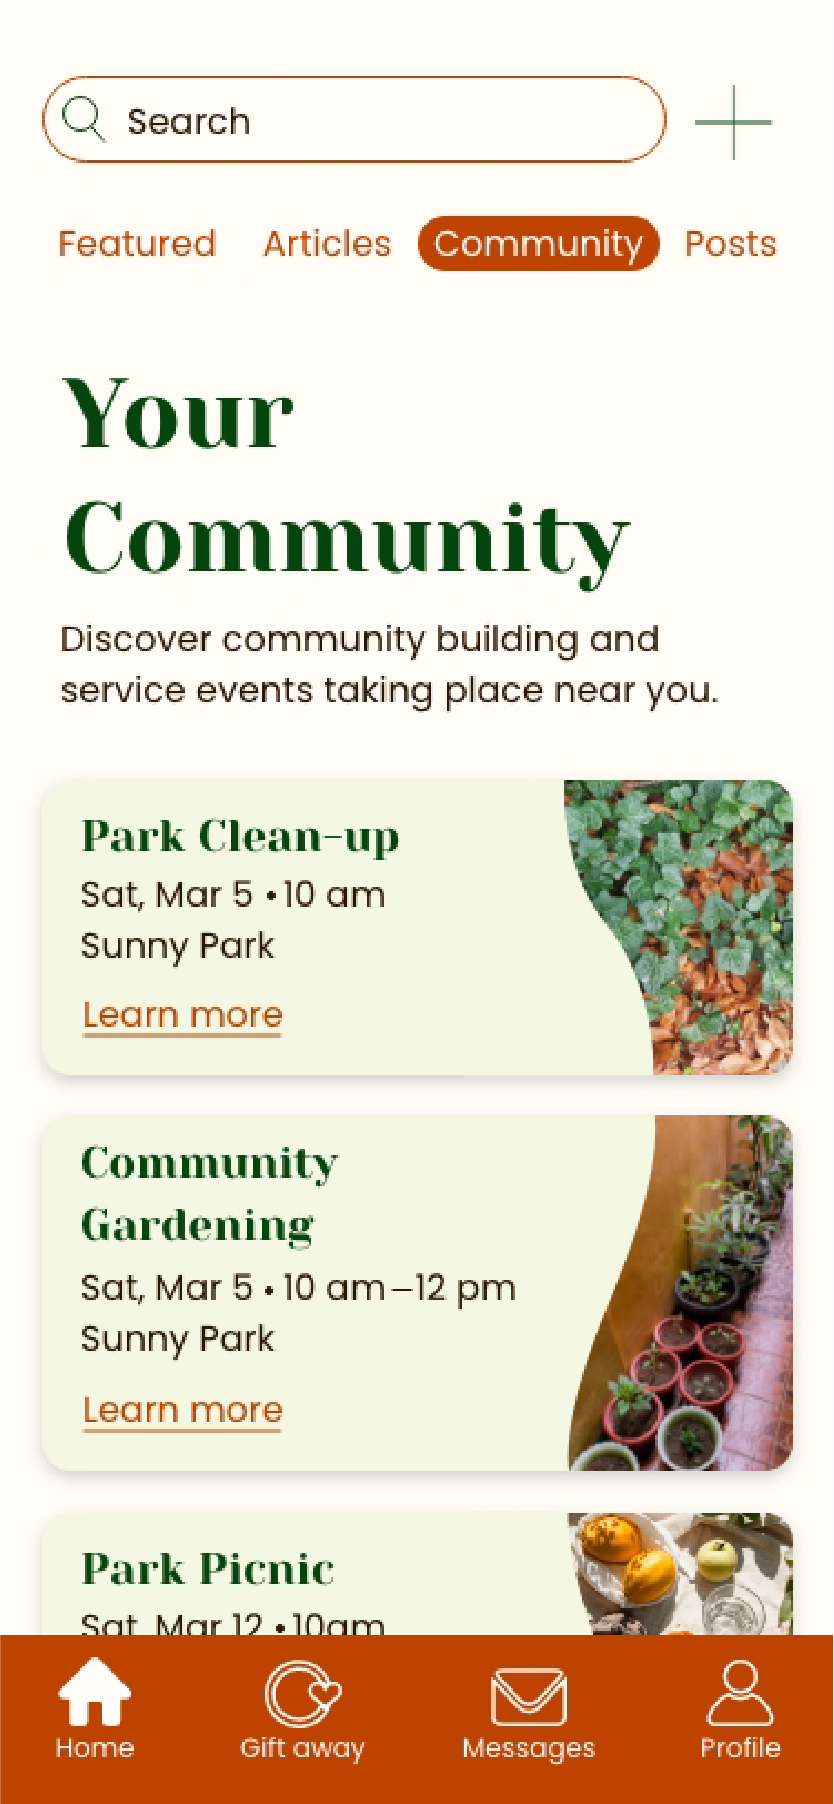 Search
Featured Articles Community Posts
Your
Community
Discover community building and
service events taking place near you.
Park Clean-up
Sat, Mar 5 • 10 am
Sunny Park
Learn more
Community
Gardening
Sat, Mar 5 • 10 am–12 pm
Sunny Park
Learn more
Park Picnic
Sat, Mar 12 • 10am
Home Gift away Messages Profile